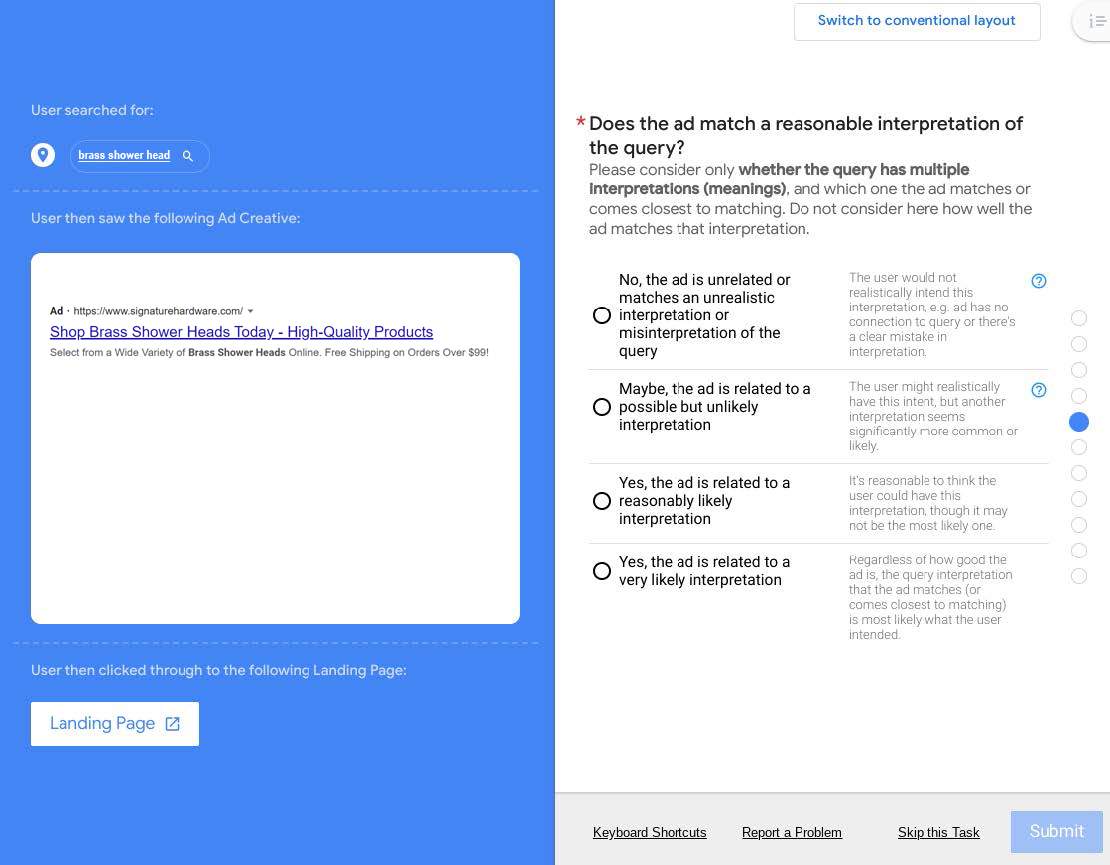 Switch to conventional layout
User searched for:
brass shower head
User then saw the following Ad Creative:
Ad · https://www.signaturehardware.com/
Shop Brass Shower Heads Today - High-Quality Products
Select from a Wide Variety of Brass Shower Heads Online. Free Shipping on Orders Over $99!
User then clicked through to the following Landing Page:
Landing Page
* Does the ad match a reasonable interpretation of
the query?
Please consider only whether the query has multiple
interpretations (meanings), and which one the ad matches or
comes closest to matching. Do not consider here how well the
ad matches that interpretation.
No, the ad is unrelated or
matches an unrealistic
interpretation or
misinterpretation of the
query
The user would not
realistically intend this
interpretation, e.g. ad has no
connection to query or there's
a clear mistake in
interpretation.
Maybe, the ad is related to a
possible but unlikely
interpretation
The user might realistically
have this intent, but another
interpretation seems
significantly more common or
likely.
Yes, the ad is related to a
reasonably likely
interpretation
It's reasonable to think the
user could have this
interpretation, though it may
not be the most likely one.
Yes, the ad is related to a
very likely interpretation
Regardless of how good the
ad is, the query interpretation
that the ad matches (or
comes closest to matching)
is most likely what the user
intended.
Keyboard Shortcuts
Report a Problem
Skip this Task
Submit